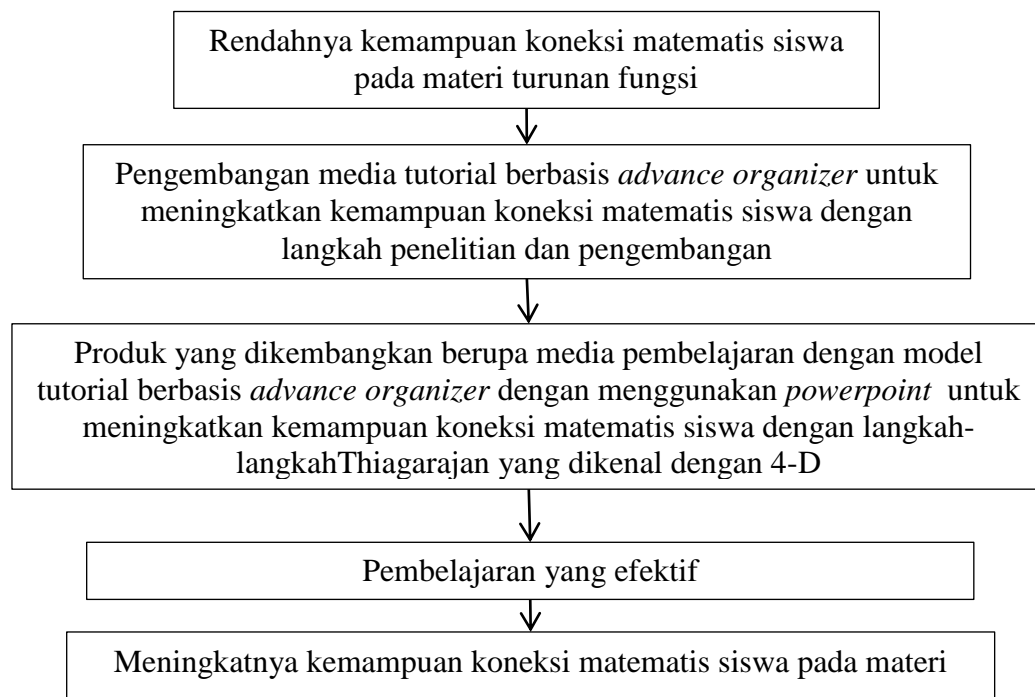 Rendahnya kemampuan koneksi matematis siswa
pada materi turunan fungsi
Pengembangan media tutorial berbasis advance organizer untuk
meningkatkan kemampuan koneksi matematis siswa dengan
langkah penelitian dan pengembangan
Produk yang dikembangkan berupa media pembelajaran dengan model
tutorial berbasis advance organizer dengan menggunakan powerpoint untuk
meningkatkan kemampuan koneksi matematis siswa dengan langkah-
langkahThiagarajan yang dikenal dengan 4-D
Pembelajaran yang efektif
Meningkatnya kemampuan koneksi matematis siswa pada materi